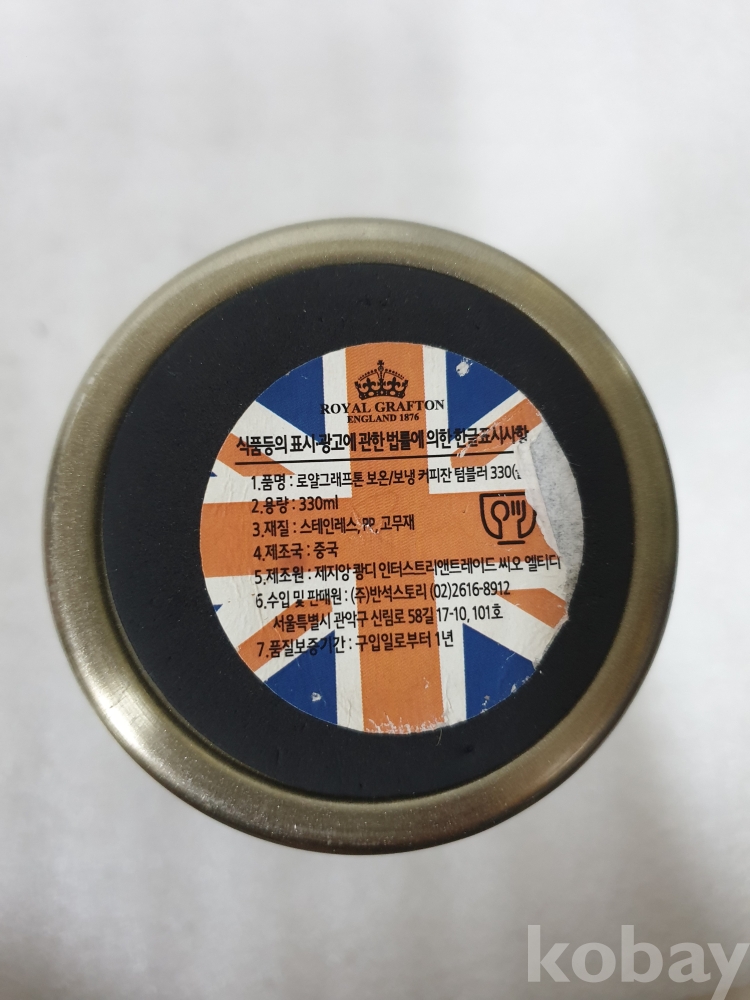 ROYAL GRAFTON
ENGLAND 1876
식품등의 표시·광고에 관한 법률에 의한 한글표시사항
1.품명 : 로얄그래프톤 보온/보냉 커피잔 텀블러 330(
2.용량 : 330ml
3.재질 : 스테인레스, PP, 고무재
4.제조국 : 중국
5.제조원 : 제지앙 쾅디 인터스트리앤트레이드 씨오 엘티디
6.수입 및 판매원 : (주)반석스토리 (02)2616-8912
서울특별시 관악구 신림로 58길 17-10, 101호
7.품질보증기간 : 구입일로부터 1년
kobay